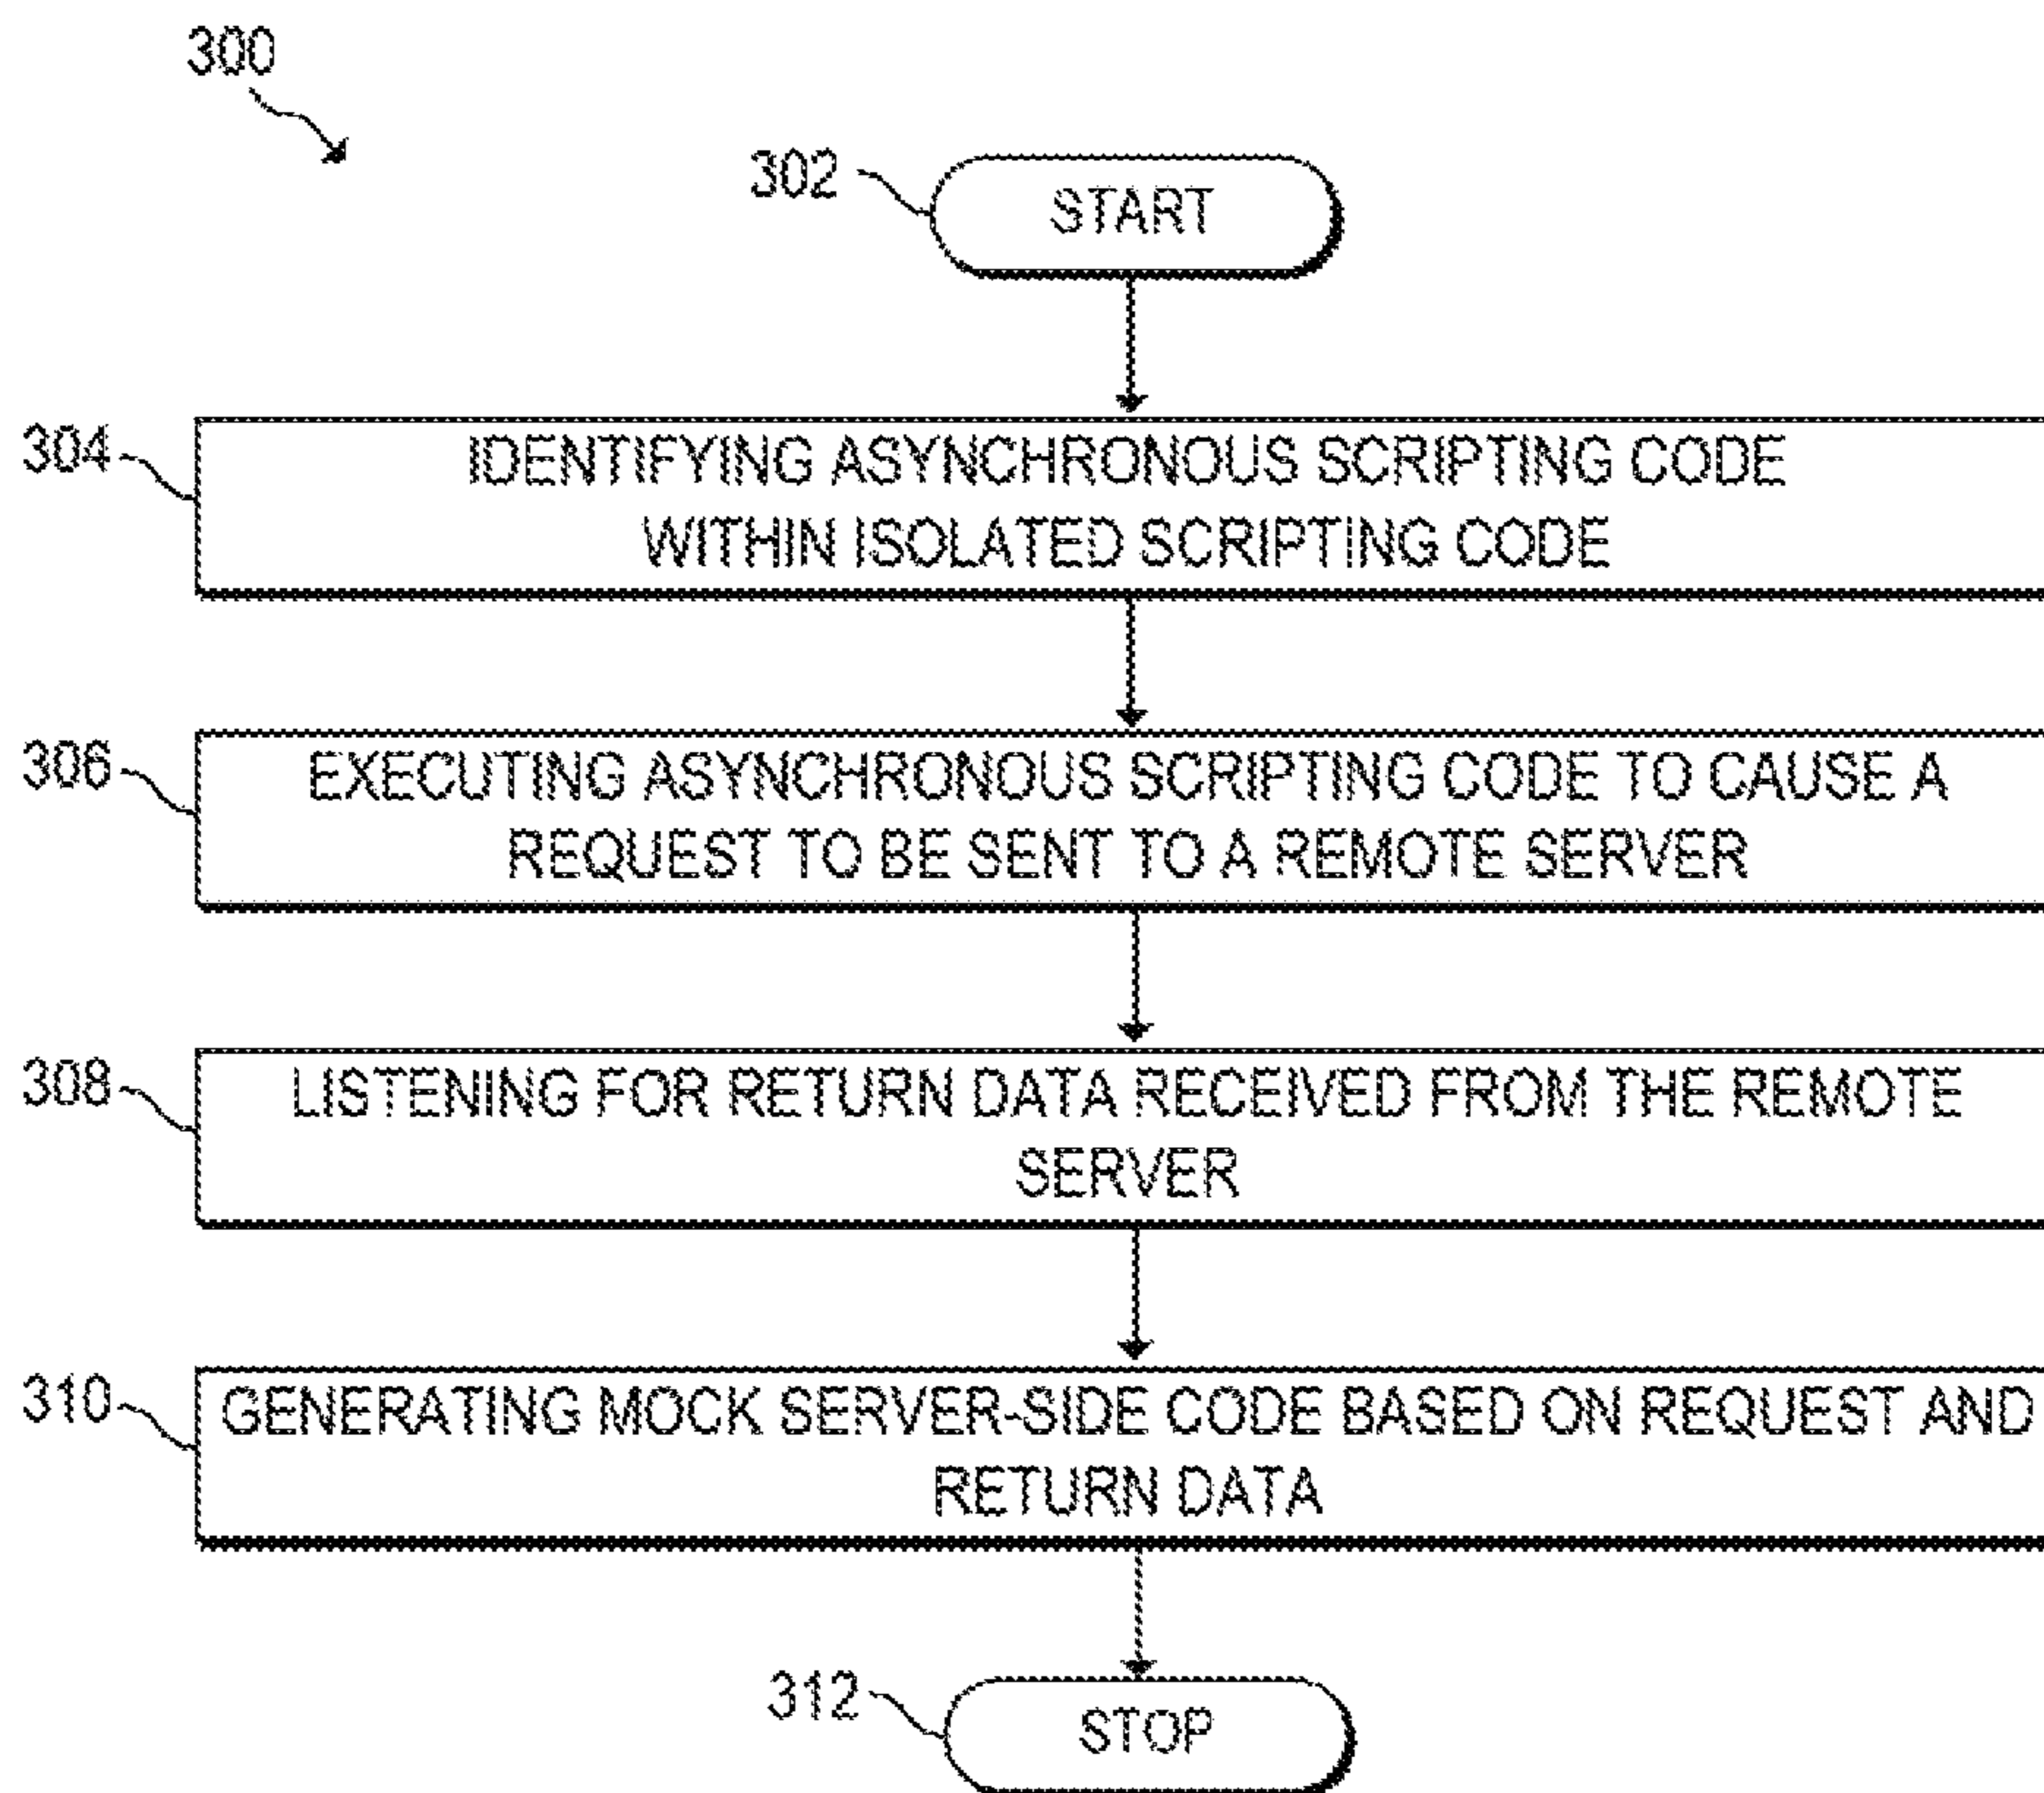 300
302
START
304
IDENTIFYING ASYNCHRONOUS SCRIPTING CODE
WITHIN ISOLATED SCRIPTING CODE
306
EXECUTING ASYNCHRONOUS SCRIPTING CODE TO CAUSE A
REQUEST TO BE SENT TO A REMOTE SERVER
308
LISTENING FOR RETURN DATA RECEIVED FROM THE REMOTE
SERVER
310
GENERATING MOCK SERVER-SIDE CODE BASED ON REQUEST AND
RETURN DATA
312
STOP